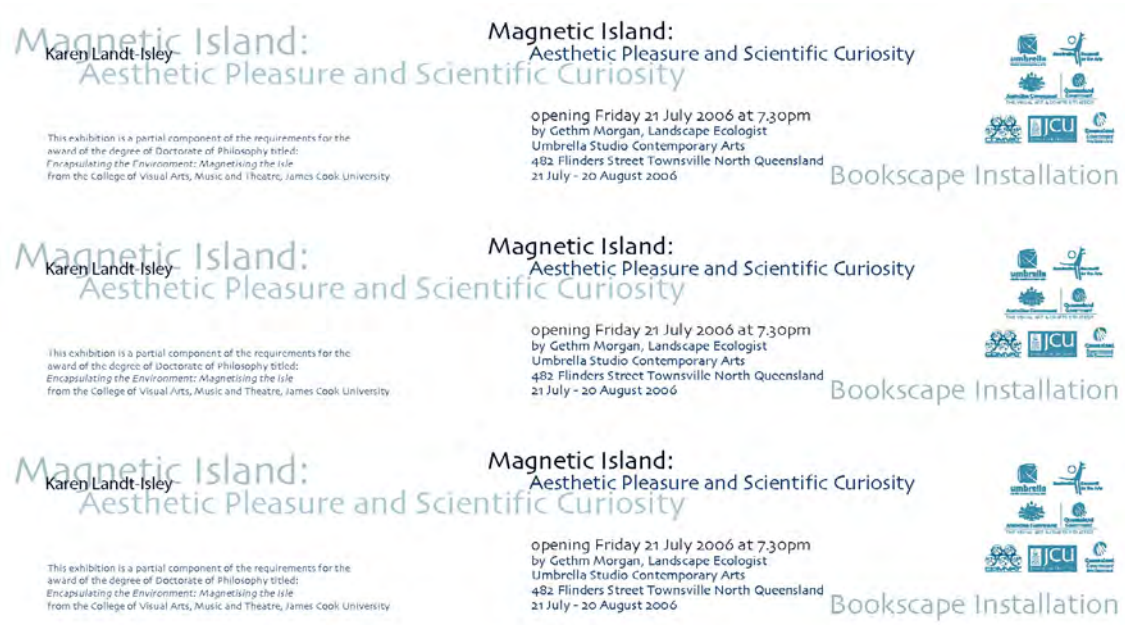 Magnetic Island:
Karen Landt-Isley
Aesthetic Pleasure and Scientific Curiosity
This exhibition is a partial component of the requirements for the
award of the degree of Doctorate of Philosophy titled:
Encapsulating the Environment: Magnetising the Isle
from the College of Visual Arts, Music and Theatre, James Cook University
Magnetic Island:
Aesthetic Pleasure and Scientific Curiosity
opening Friday 21 July 2006 at 7.30pm
by Gethm Morgan, Landscape Ecologist
Umbrella Studio Contemporary Arts
482 Flinders Street Townsville North Queensland
21 July - 20 August 2006
umbrella
Australian Government
Queensland
Government
JCU
Bookscape Installation
Magnetic Island:
Karen Landt-Isley
Aesthetic Pleasure and Scientific Curiosity
This exhibition is a partial component of the requirements for the
award of the degree of Doctorate of Philosophy titled:
Encapsulating the Environment: Magnetising the Isle
from the College of Visual Arts, Music and Theatre, James Cook University
Magnetic Island:
Aesthetic Pleasure and Scientific Curiosity
opening Friday 21 July 2006 at 7.30pm
by Gethm Morgan, Landscape Ecologist
Umbrella Studio Contemporary Arts
482 Flinders Street Townsville North Queensland
21 July - 20 August 2006
umbrella
Australian Government
Queensland
Government
JCU
Bookscape Installation
Magnetic Island:
Karen Landt-Isley
Aesthetic Pleasure and Scientific Curiosity
This exhibition is a partial component of the requirements for the
award of the degree of Doctorate of Philosophy titled:
Encapsulating the Environment: Magnetising the Isle
from the College of Visual Arts, Music and Theatre, James Cook University
Magnetic Island:
Aesthetic Pleasure and Scientific Curiosity
opening Friday 21 July 2006 at 7.30pm
by Gethm Morgan, Landscape Ecologist
Umbrella Studio Contemporary Arts
482 Flinders Street Townsville North Queensland
21 July - 20 August 2006
umbrella
Australian Government
Queensland
Government
JCU
Bookscape Installation